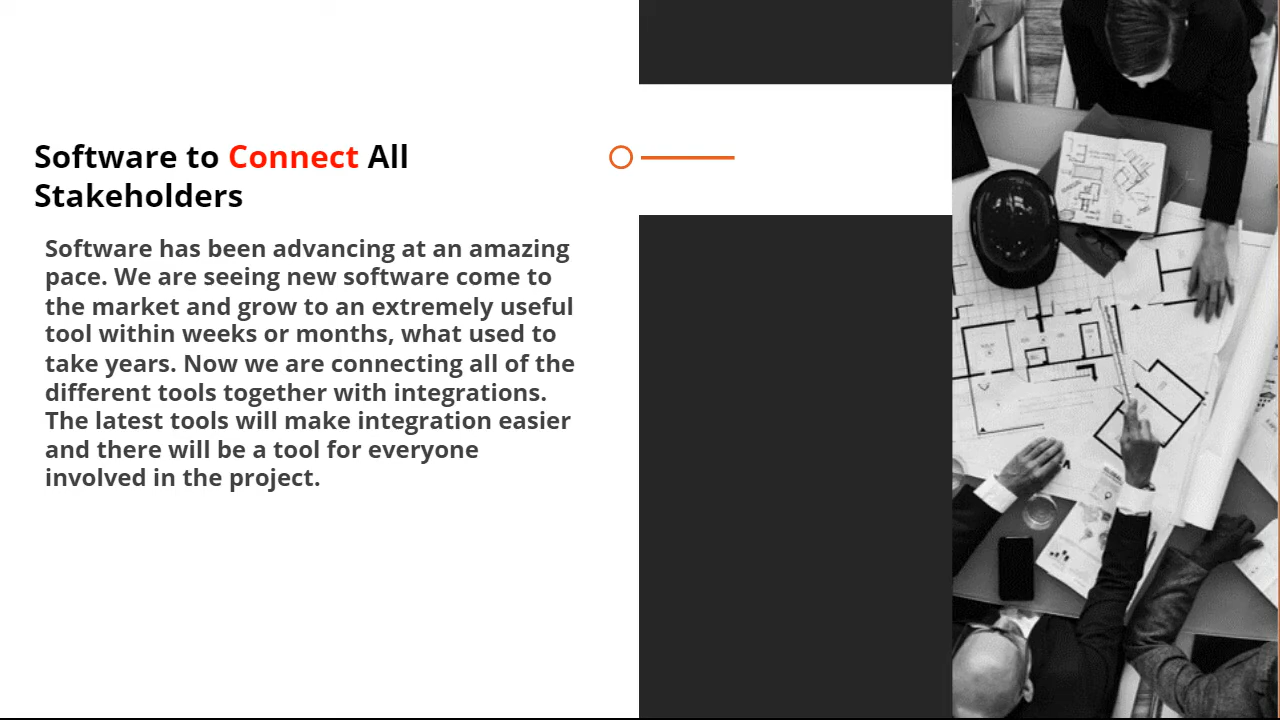 Software to Connect All
Stakeholders
Software has been advancing at an amazing
pace. We are seeing new software come to
the market and grow to an extremely useful
tool within weeks or months, what used to
take years. Now we are connecting all of the
different tools together with integrations.
The latest tools will make integration easier
and there will be a tool for everyone
involved in the project.